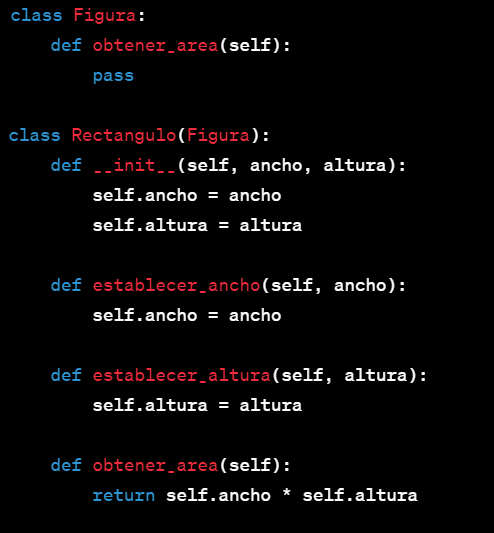 class Figura:
    def obtener_area(self):
        pass

class Rectangulo(Figura):
    def __init__(self, ancho, altura):
        self.ancho = ancho
        self.altura = altura

    def establecer_ancho(self, ancho):
        self.ancho = ancho

    def establecer_altura(self, altura):
        self.altura = altura

    def obtener_area(self):
        return self.ancho * self.altura